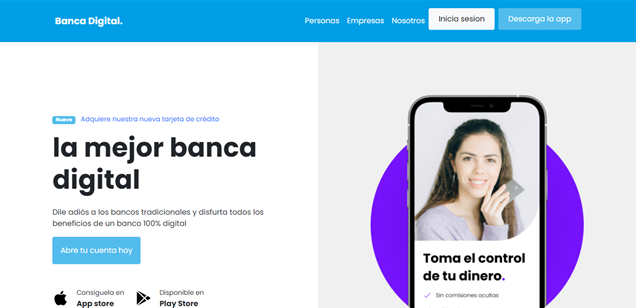 Banca Digital.
Personas Empresas Nosotros Inicia sesion Descarga la app
Nuevo Adquiere nuestra nueva tarjeta de crédito
la mejor banca
digital
Dile adiós a los bancos tradicionales y disfurta todos los
beneficios de un banco 100% digital
Abre tu cuenta hoy
Consiguela en
App store
Disponible en
Play Store
Toma el control
de tu dinero.
Sin comisiones ocultas